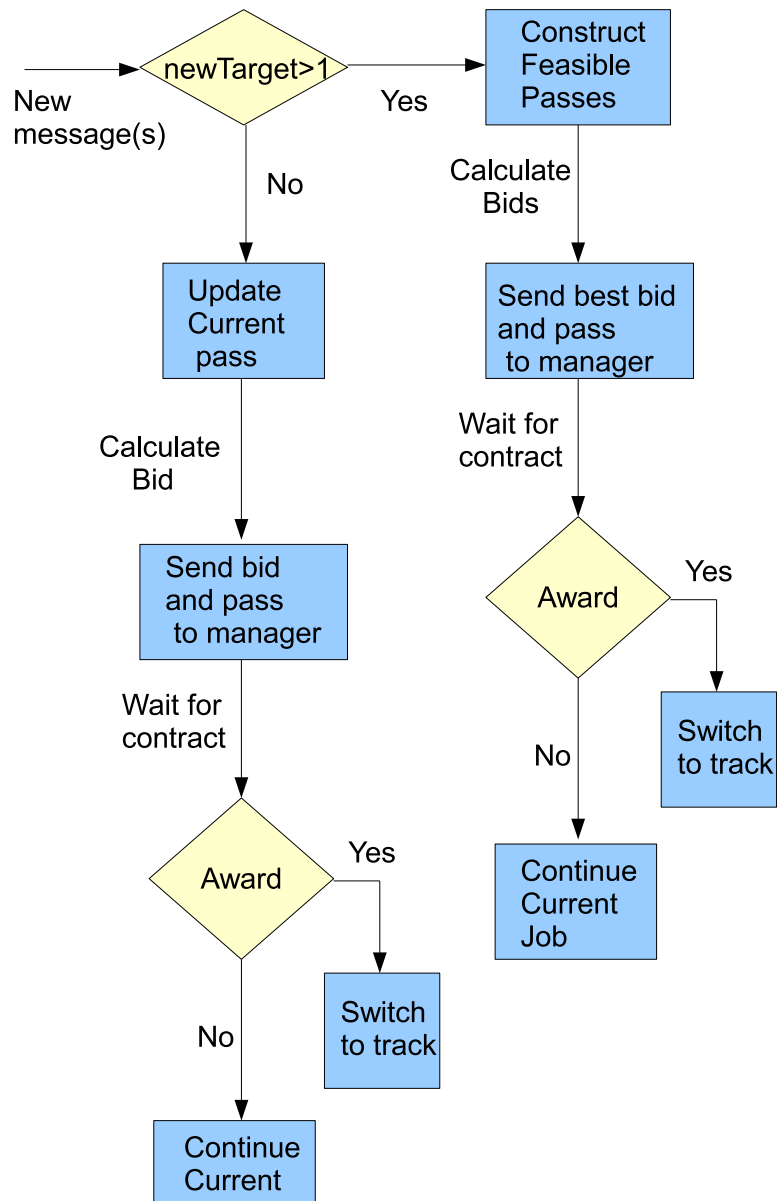 newTarget>1
New
message(s)
Yes
No
Construct
Feasible
Passes
Calculate
Bids
Send best bid
and pass
to manager
Wait for
contract
Award
Yes
Switch
to track
No
Continue
Current
Job
Update
Current
pass
Calculate
Bid
Send bid
and pass
to manager
Wait for
contract
Award
Yes
Switch
to track
No
Continue
Current